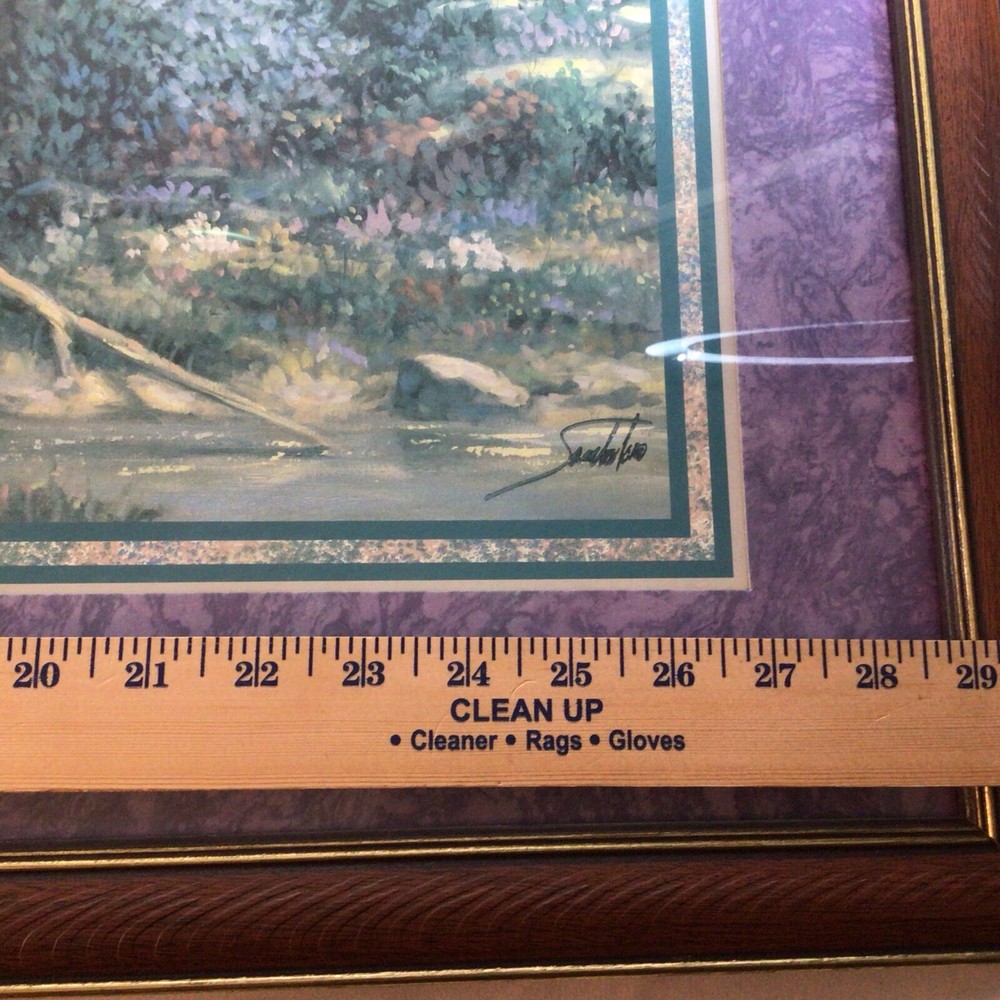 20 21 22 23 24 25 26 27 28 29
CLEAN UP
• Cleaner • Rags • Gloves